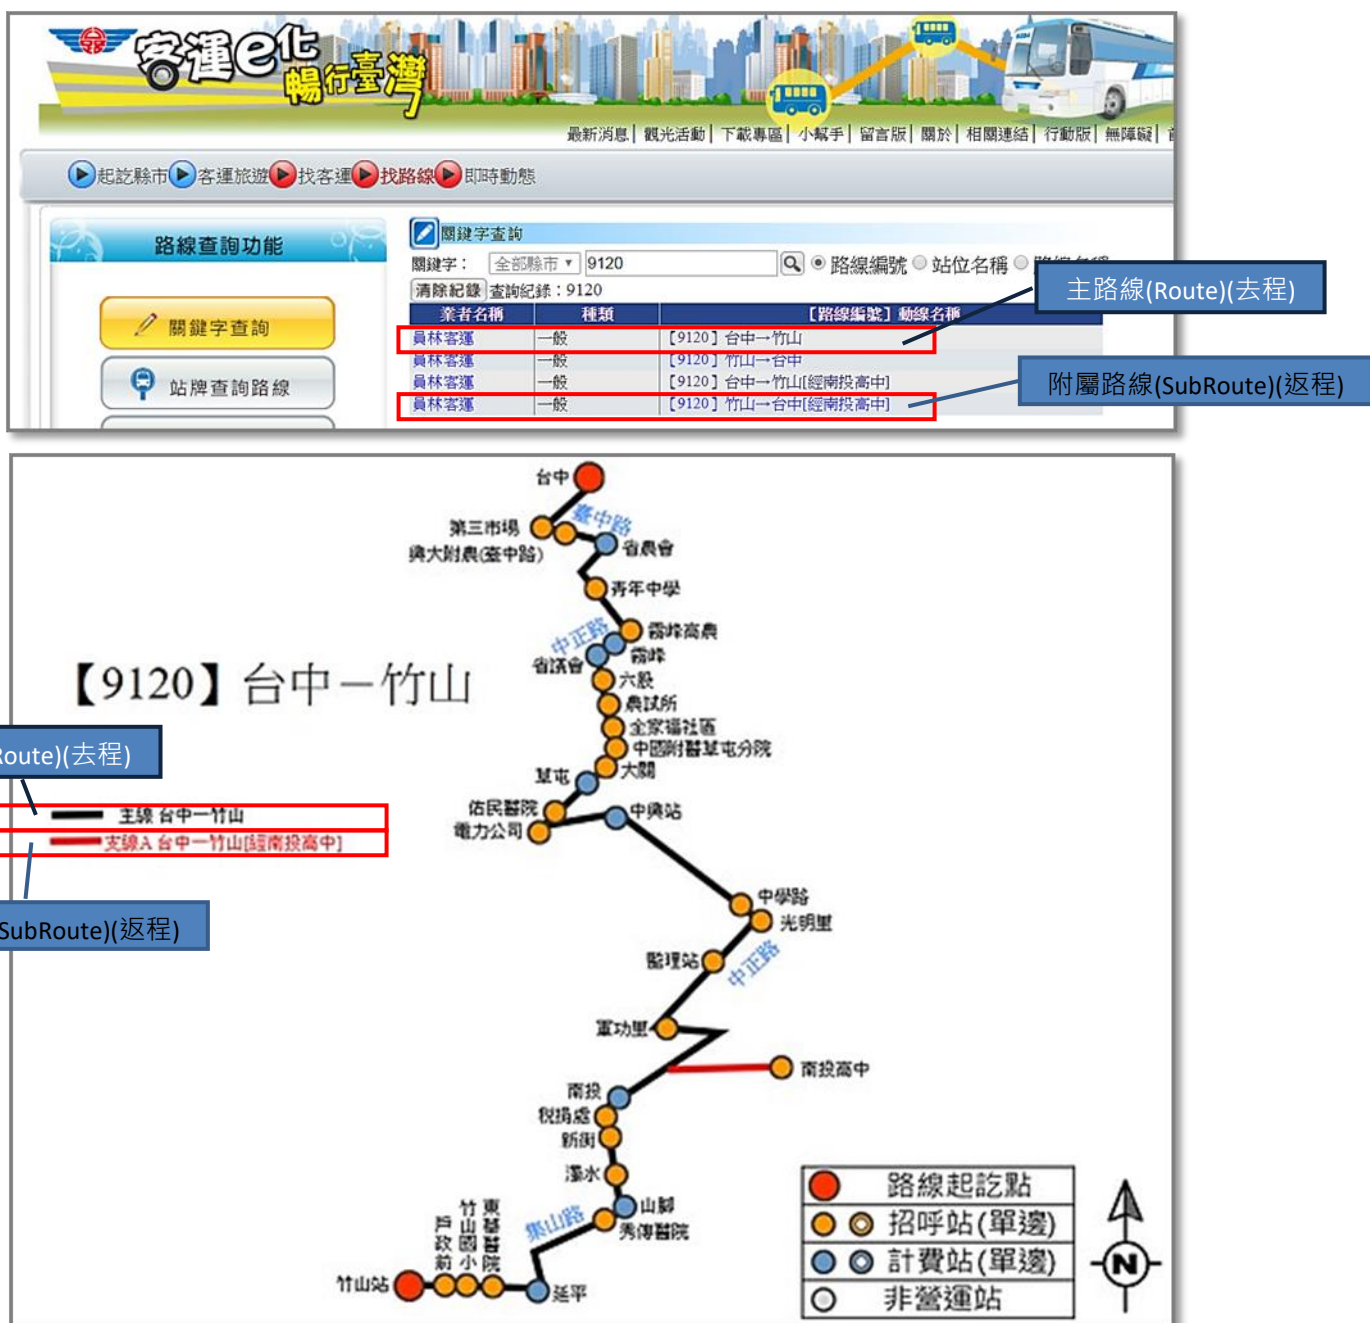 客運e化
暢行臺灣
最新消息| 觀光活動| 下載專區| 小幫手| 留言版| 關於| 相關連結| 行動版| 無障礙|
起訖縣市 客運旅遊 找客運 找路線 即時動態
路線查詢功能
關鍵字查詢
站牌查詢路線
關鍵字查詢
關鍵字： 全部縣市 9120 路線編號 站位名稱
清除紀錄 查詢紀錄：9120
業者名稱 種類 【路線編號】動線名稱
員林客運 一般 【9120】台中→竹山
員林客運 一般 【9120】竹山→台中
員林客運 一般 【9120】台中→竹山[經南投高中]
員林客運 一般 【9120】竹山→台中[經南投高中]
主路線(Route)(去程)
附屬路線(SubRoute)(返程)
【9120】台中－竹山
Route)(去程)
主線 台中一竹山
支線A 台中一竹山[經南投高中]
SubRoute)(返程)
台中
臺中路
第三市場
興大附農(臺中路)
省農會
青年中學
中正路
霧峰高農
霧峰
省議會
六股
農試所
全家福社區
中國附醫草屯分院
大關
草屯
佑民醫院
電力公司
中興站
中學路
光明里
監理站
中正路
軍功里
南投高中
南投
稅捐處
新街
瀑水
山腳
秀傳醫院
集山路
東華醫院
竹山國小
戶政前
竹山站
延平
路線起訖點
招呼站(單邊)
計費站(單邊)
非營運站
N